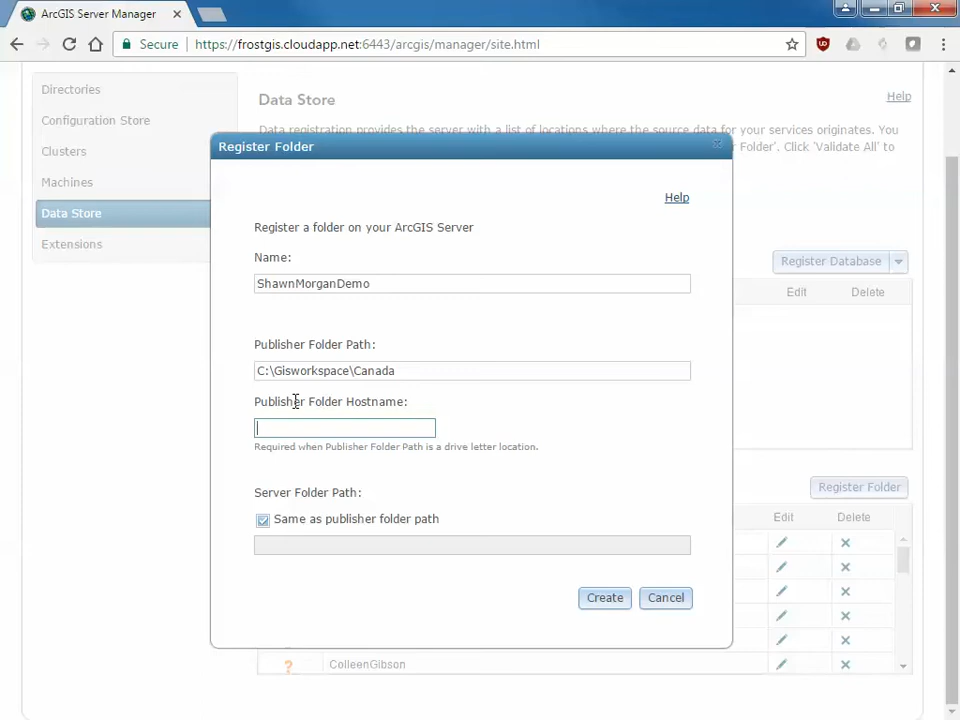 ArcGIS Server Manager
Secure
https://frostgis.cloudapp.net:6443/arcgis/manager/site.html
Directories
Configuration Store
Clusters
Machines
Data Store
Extensions
Data Store
Help
Data registration provides the server with a list of locations where the source data for your services originates. You
Folder'. Click 'Validate All' to
Register Folder
Help
Register a folder on your ArcGIS Server
Name:
ShawnMorganDemo
Publisher Folder Path:
C:\Gisworkspace\Canada
Publisher Folder Hostname:
Required when Publisher Folder Path is a drive letter location.
Server Folder Path:
Same as publisher folder path
Create
Cancel
Register Database
Edit
Delete
Register Folder
Edit
Delete
ColleenGibson